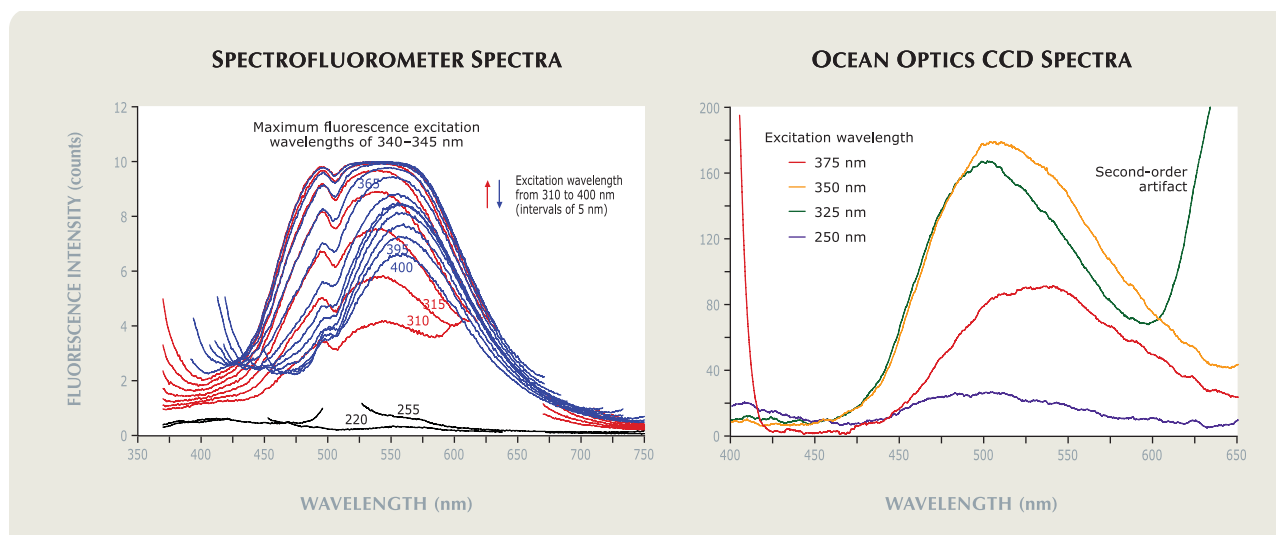 SPECTROFLUOROMETER SPECTRA
FLUORESCENCE INTENSITY (counts)
12
10
8
6
4
2
0
Maximum fluorescence excitation
wavelengths of 340–345 nm
365
Excitation wavelength
from 310 to 400 nm
(intervals of 5 nm)
395
400
315
310
255
220
350
400
450
500
550
600
650
700
750
WAVELENGTH (nm)
OCEAN OPTICS CCD SPECTRA
200
160
120
80
40
0
Excitation wavelength
375 nm
350 nm
325 nm
250 nm
Second-order
artifact
400
450
450
500
550
600
650
WAVELENGTH (nm)